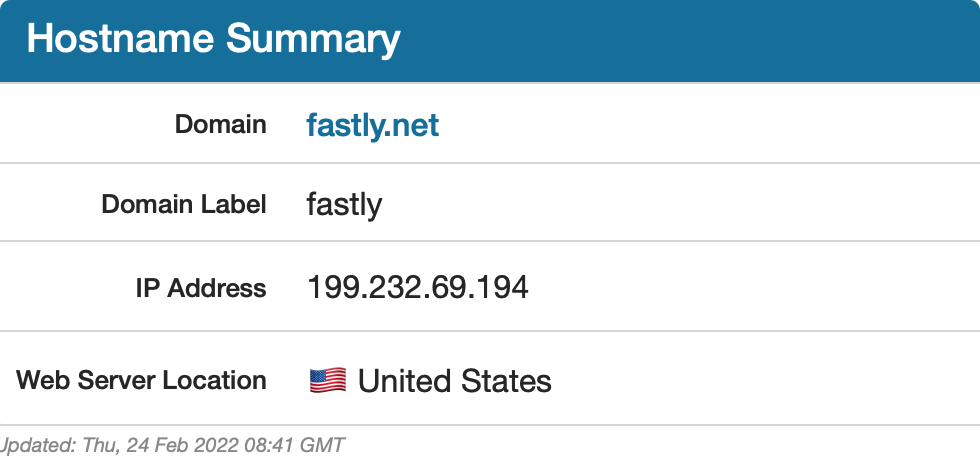 Hostname Summary
Domain fastly.net
Domain Label fastly
IP Address 199.232.69.194
Web Server Location United States
Updated: Thu, 24 Feb 2022 08:41 GMT